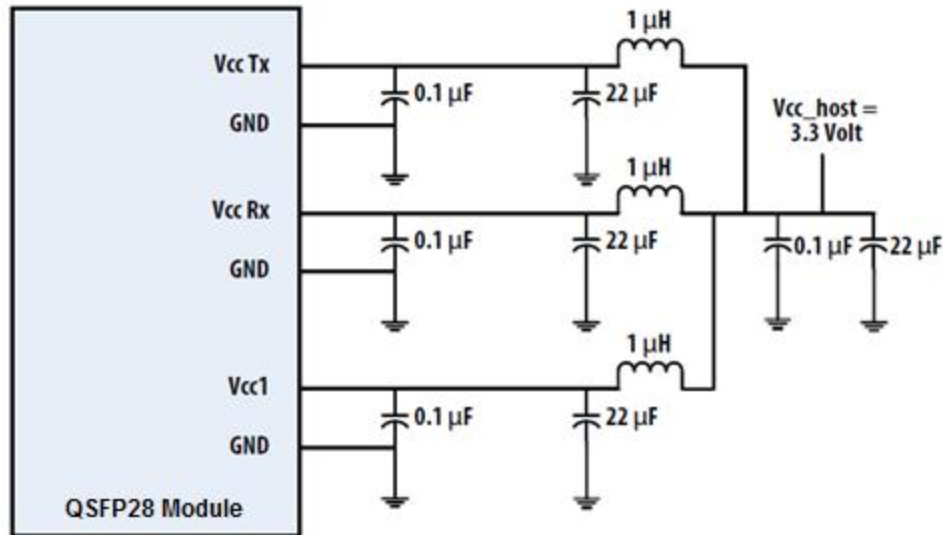 1 μH
Vcc Tx
0.1 μF
22 μF
Vcc_host =
3.3 Volt
GND
1 μH
Vcc Rx
0.1 μF
22 μF
0.1 μF
22 μF
GND
1 μH
Vcc1
0.1 μF
22 μF
GND
QSFP28 Module